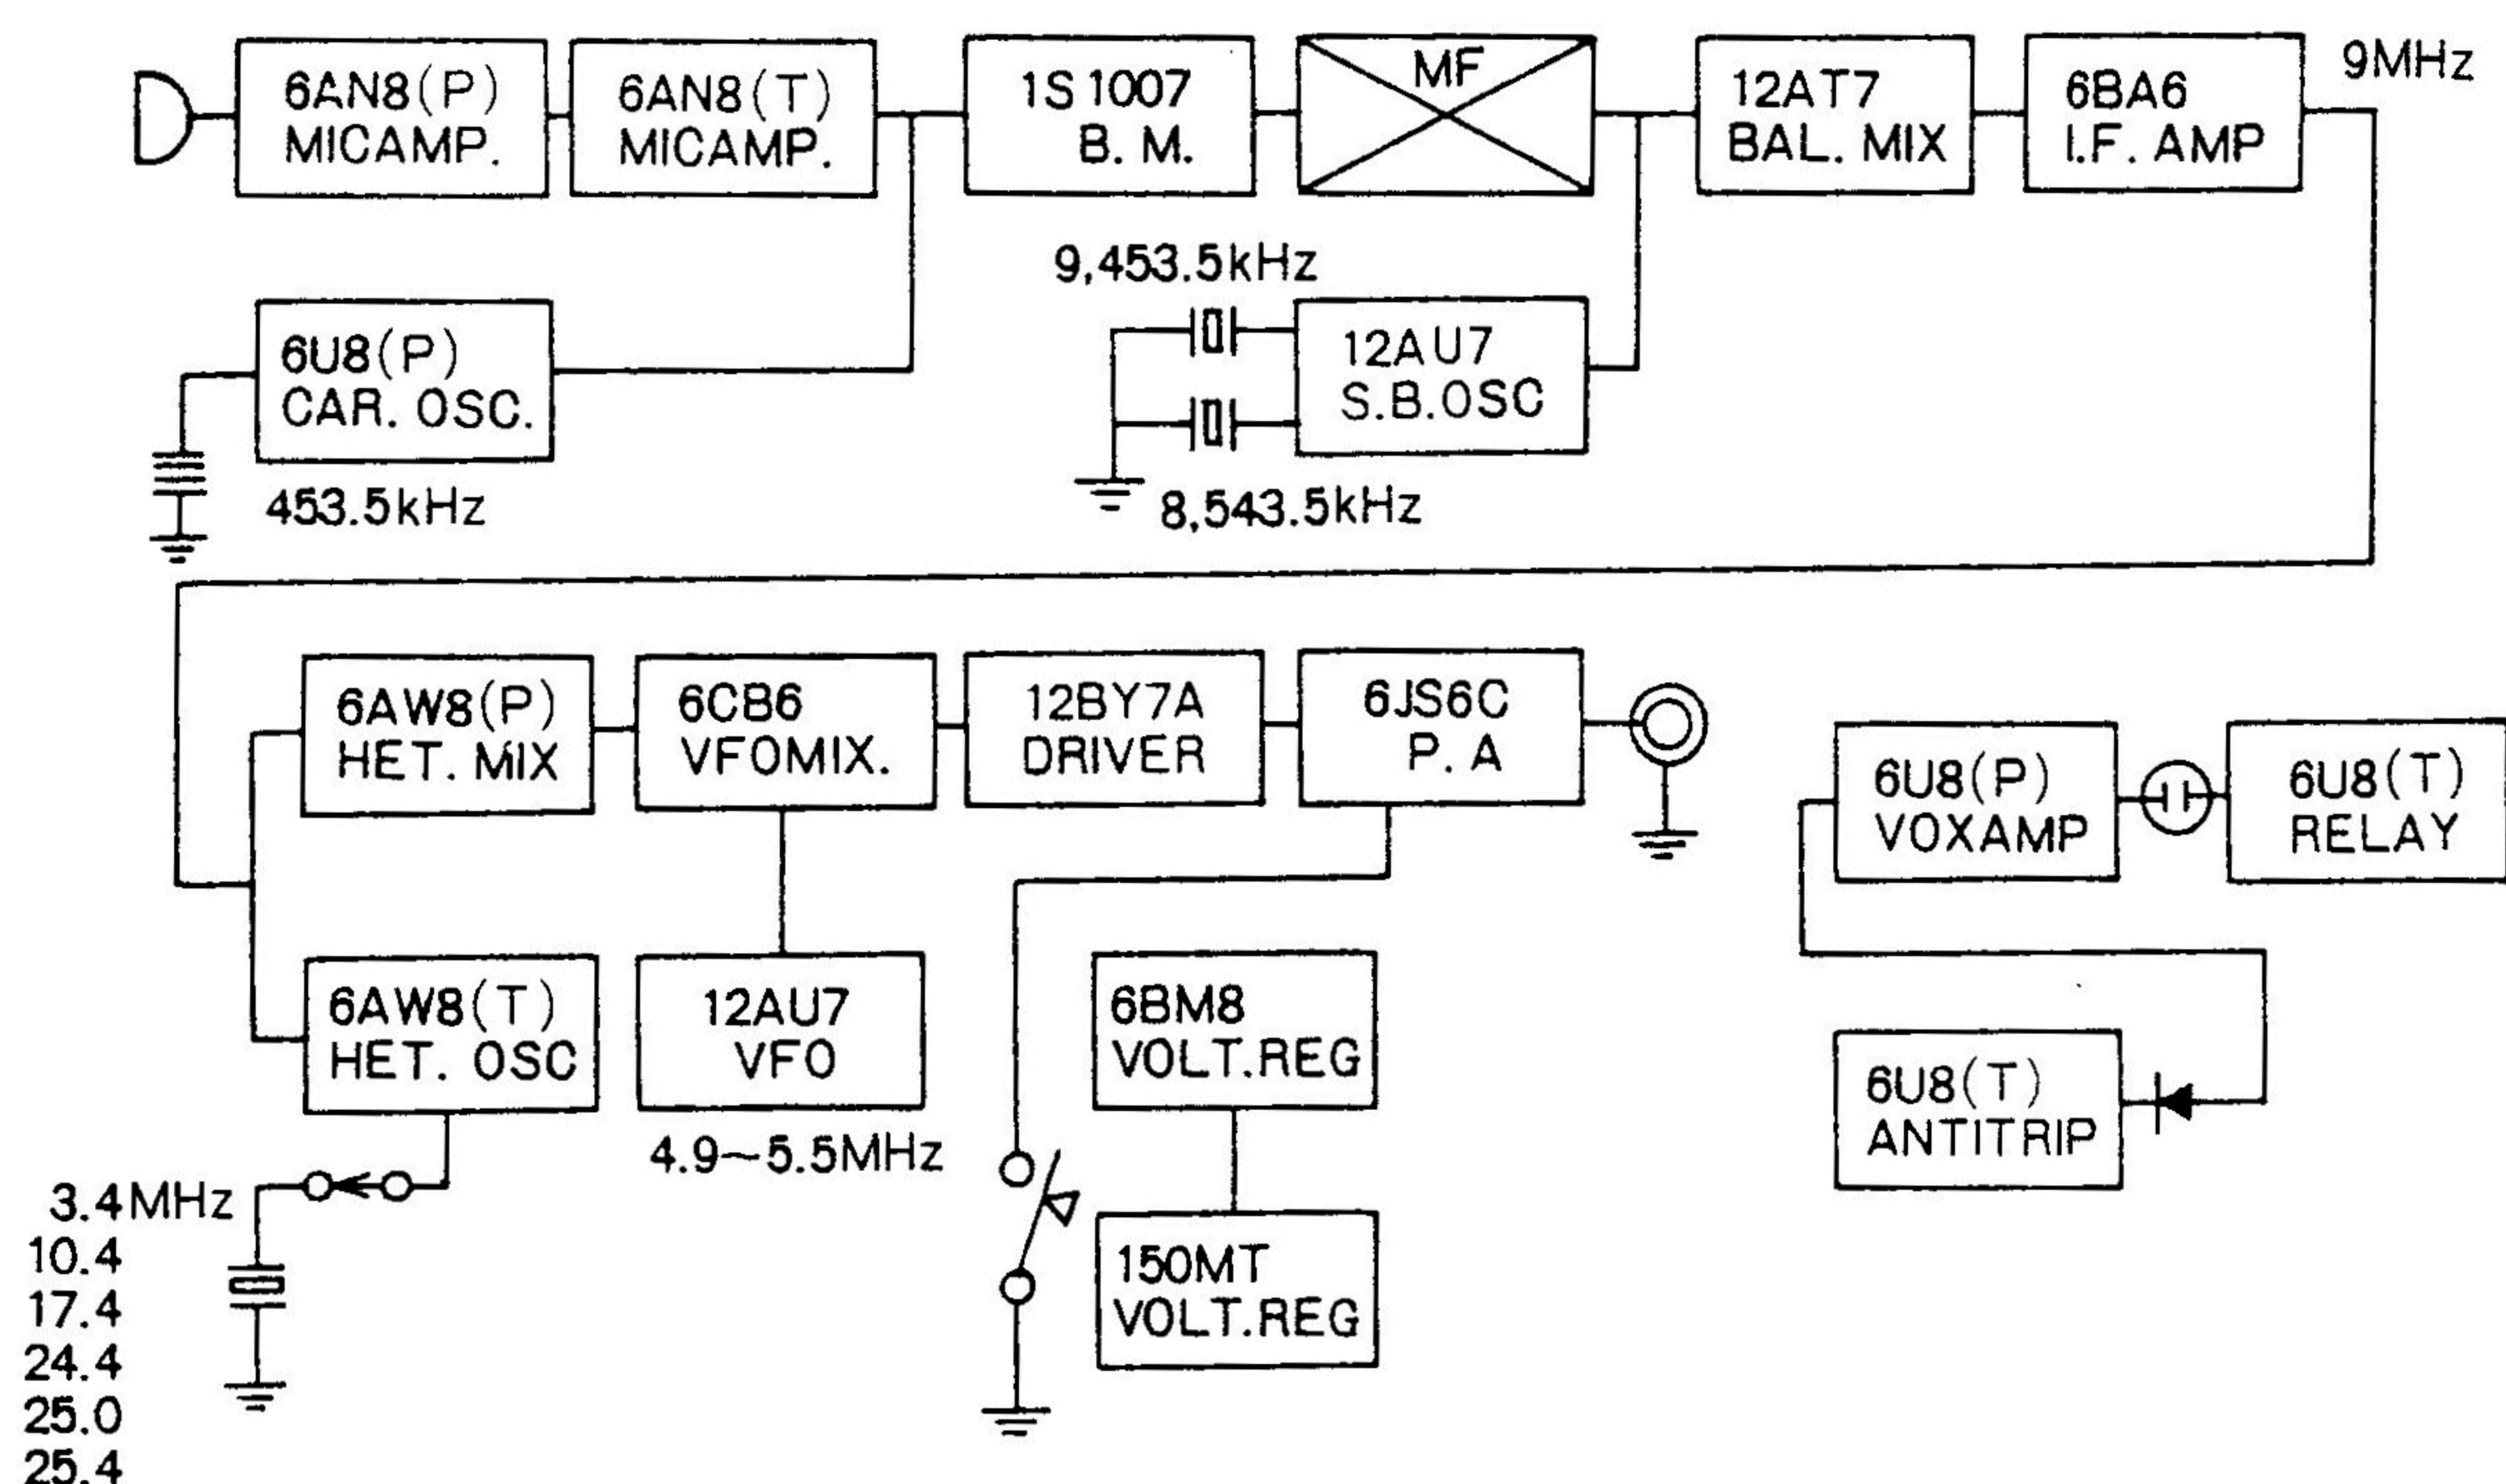 6AN8(P)
MICAMP.
6AN8(T)
MICAMP.
1S1007
B. M.
MF
12AT7
BAL. MIX
6BA6
I.F. AMP
9MHz
6U8(P)
CAR. OSC.
453.5kHz
9,453.5kHz
12AU7
S.B.OSC
8,543.5kHz
6AW8(P)
HET. MIX
6CB6
VFOMIX.
12BY7A
DRIVER
6JS6C
P. A
6U8(P)
VOXAMP
6U8(T)
RELAY
6AW8(T)
HET. OSC
12AU7
VFO
4.9~5.5MHz
6BM8
VOLT.REG
150MT
VOLT.REG
6U8(T)
ANTITRIP
3.4MHz
10.4
17.4
24.4
25.0
25.4